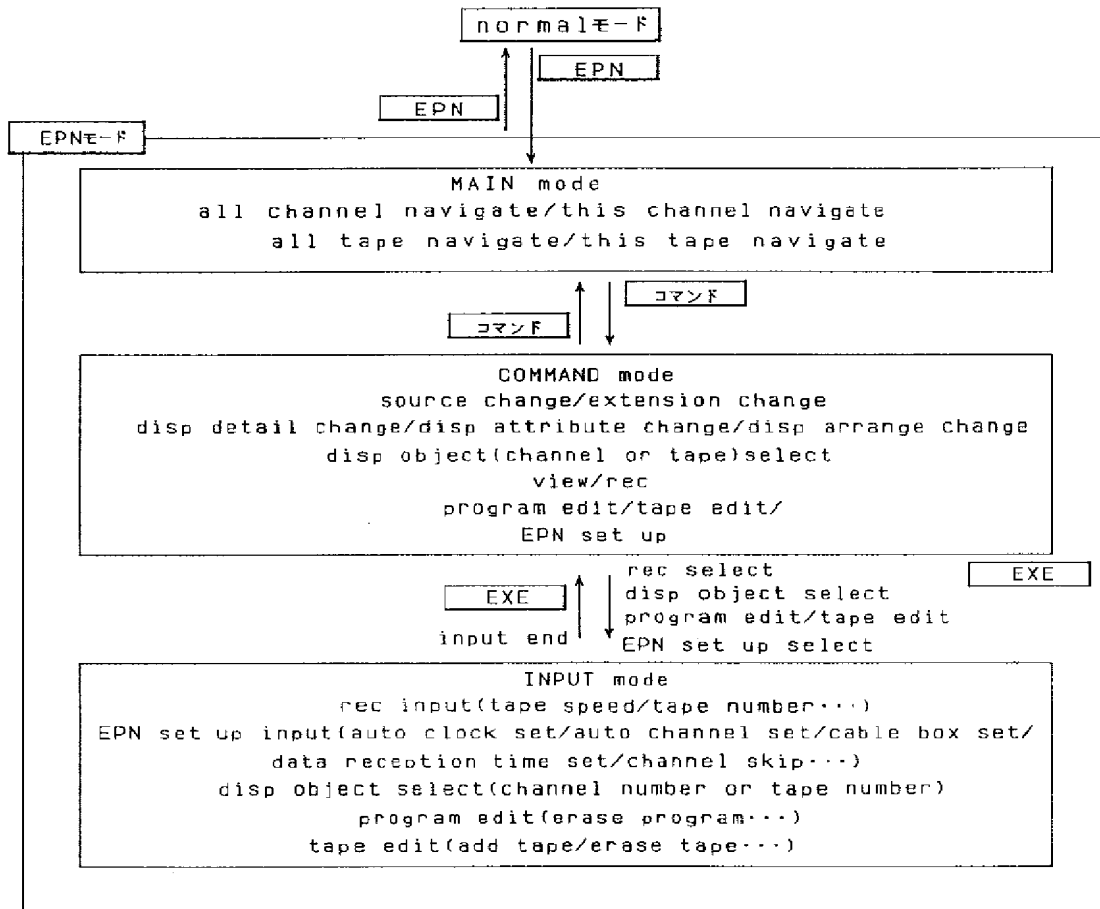 normalモード
EPN
EPN
EPNモード
MAIN mode
all channel navigate/this channel navigate
all tape navigate/this tape navigate
コマンド
コマンド
COMMAND mode
source change/extension change
disp detail change/disp attribute change/disp arrange change
disp object(channel or tape)select
view/rec
program edit/tape edit/
EPN set up
rec select
EXE
EXE
disp object select
program edit/tape edit
input end
EPN set up select
INPUT mode
rec input(tape speed/tape number···)
EPN set up input(auto clock set/auto channel set/cable box set/
data reception time set/channel skip···)
disp object select(channel number or tape number)
program edit(erase program···)
tape edit(add tape/erase tape···)